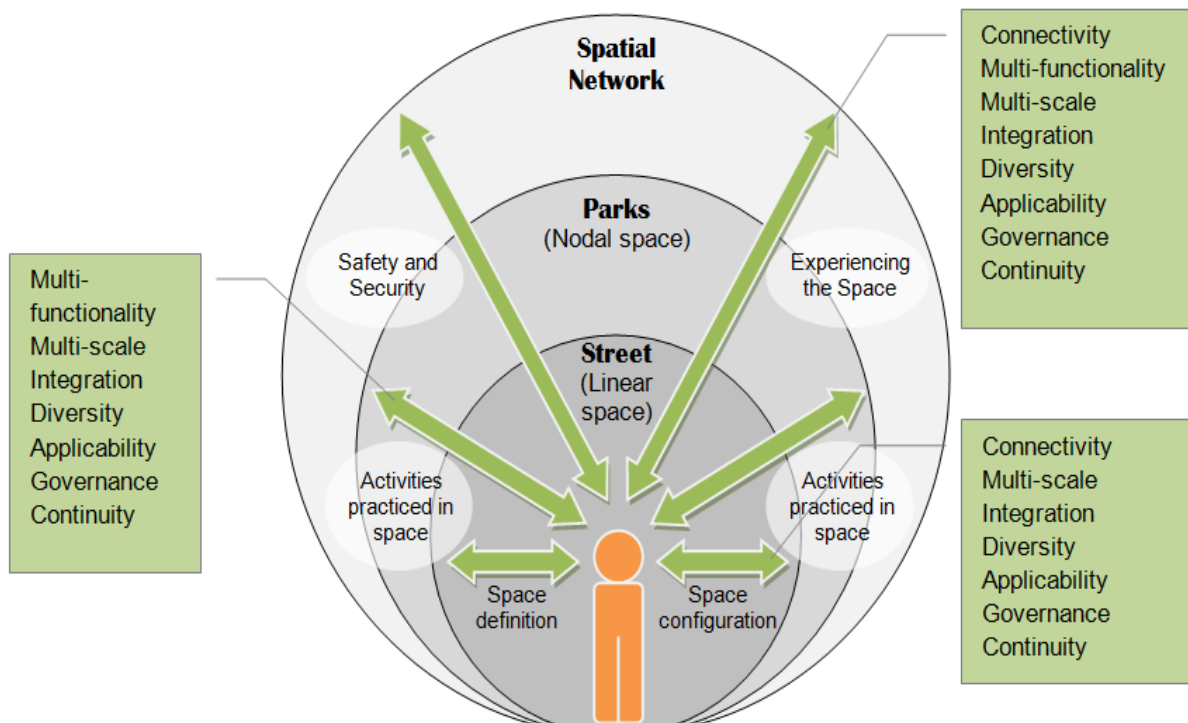 Spatial
Network
Parks
(Nodal space)
Safety and
Security
Experiencing
the Space
Street
(Linear
space)
Activities
practiced in
space
Activities
practiced in
space
Space
definition
Space
configuration
Multi-
functionality
Multi-scale
Integration
Diversity
Applicability
Governance
Continuity
Connectivity
Multi-functionality
Multi-scale
Integration
Diversity
Applicability
Governance
Continuity
Connectivity
Multi-scale
Integration
Diversity
Applicability
Governance
Continuity